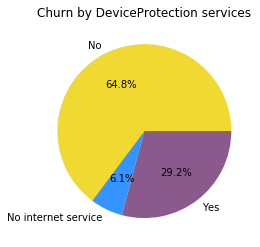 Churn by DeviceProtection services
No
64.8%
6.1%
29.2%
No internet service
Yes